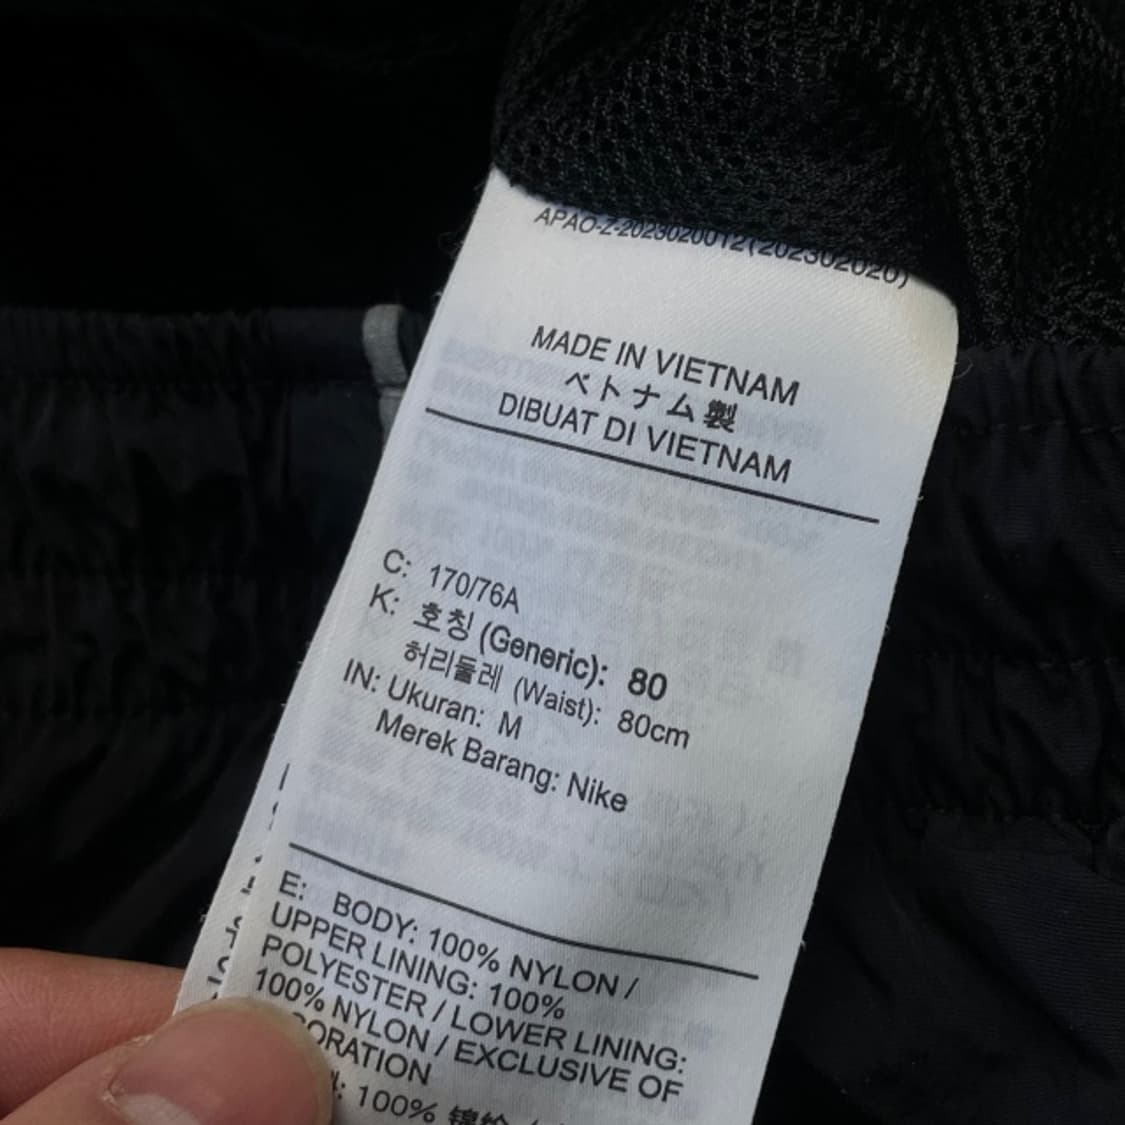 APAO-Z-2023020012(202302020)
MADE IN VIETNAM
ベトナム製
DIBUAT DI VIETNAM
C: 170/76A
K: 호칭 (Generic): 80
허리둘레 (Waist): 80cm
IN: Ukuran: M
Merek Barang: Nike
E: BODY: 100% NYLON /
UPPER LINING: 100%
POLYESTER / LOWER LINING:
100% NYLON / EXCLUSIVE OF
ORATION
100%